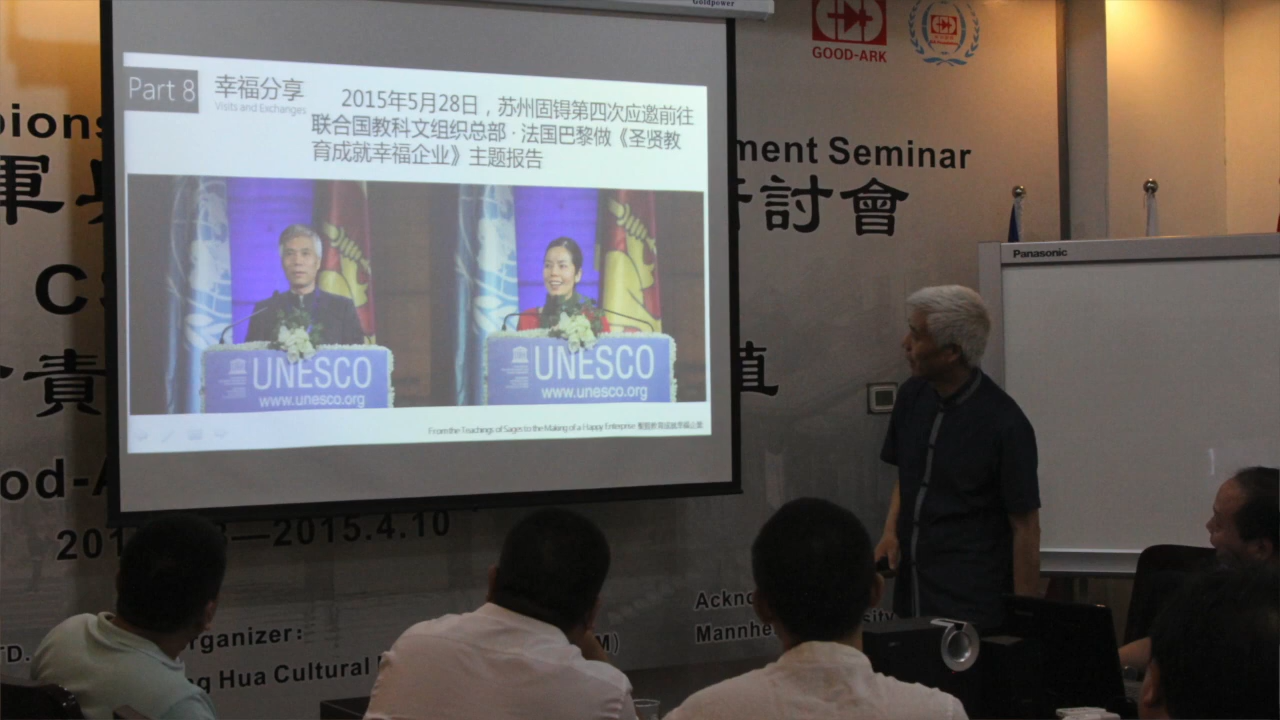 Goldpower
GOOD-ARK
Part 8
幸福分享
Visits and Exchanges
2015年5月28日，苏州固锝第四次应邀前往
联合国教科文组织总部·法国巴黎做《圣贤教
育成就幸福企业》主题报告
ment Seminar
軍
討會
Panasonic
責
值
UNESCO
www.unesco.org
UNESCO
www.unesco.org
From the Teachings of Sages to the Making of a Happy Enterprise
od-A
201
—2015.4.10
rganizer:
Hua Cultural
Ackno
Mannhe